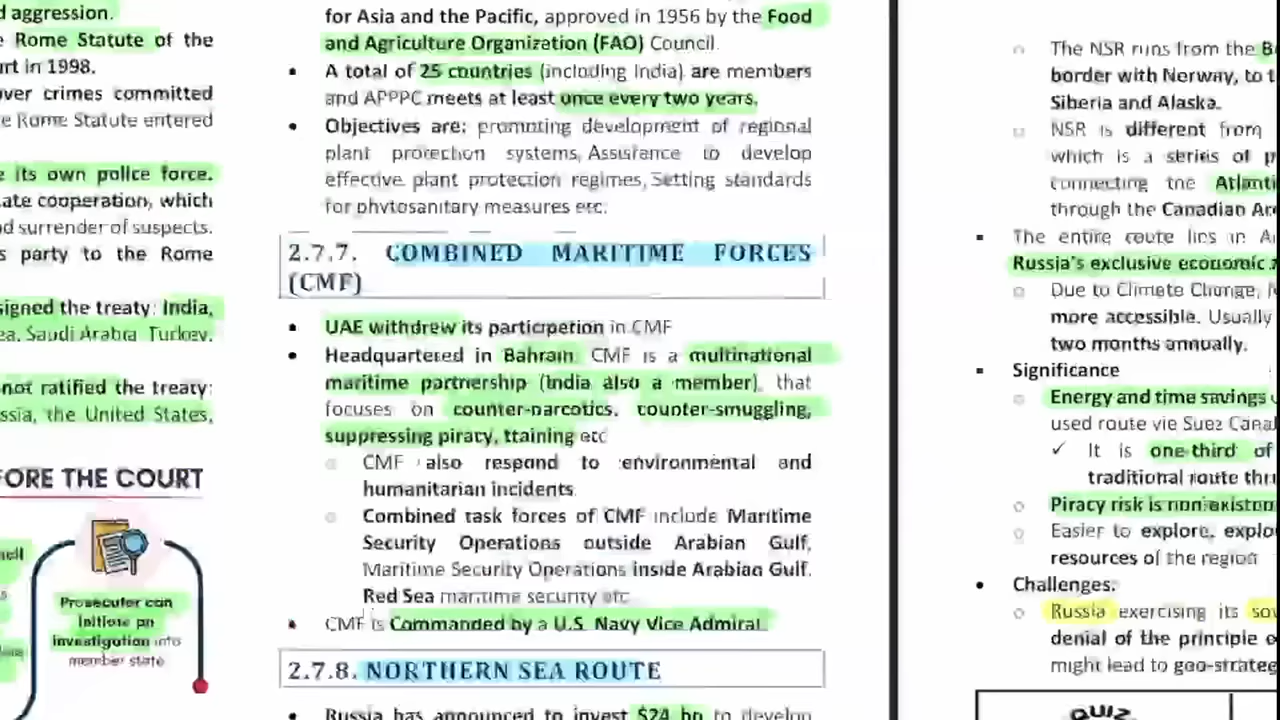 d aggression.
e Rome Statute of the
rt in 1998.
over crimes committed
e Rome Statute entered
e its own police force.
ate cooperation, which
nd surrender of suspects.
s party to the Rome
signed the treaty: India,
ea, Saudi Arabia, Turkey,
not ratified the treaty:
ssia, the United States,
FORE THE COURT
Prosecutor can
initiate an
investigation into
member state
for Asia and the Pacific, approved in 1956 by the Food
and Agriculture Organization (FAO) Council.
• A total of 25 countries (including India) are members
and APPPC meets at least once every two years.
• Objectives are: promoting development of regional
plant protection systems, Assistance to develop
effective plant protection regimes, Setting standards
for phytosanitary measures etc.
2.7.7. COMBINED MARITIME FORCES
(CMF)
• UAE withdrew its participation in CMF
• Headquartered in Bahrain CMF is a multinational
maritime partnership (India also a member), that
focuses on counter-narcotics, counter-smuggling,
suppressing piracy, training etc
○ CMF also respond to environmental and
humanitarian incidents
○ Combined task forces of CMF include Maritime
Security Operations outside Arabian Gulf,
Maritime Security Operations inside Arabian Gulf,
Red Sea maritime security etc
• CMF is Commanded by a U.S. Navy Vice Admiral.
2.7.8. NORTHERN SEA ROUTE
• Russia has announced to invest $24 bn to develop
○ The NSR runs from the B
border with Norway, to t
Siberia and Alaska.
○ NSR is different from
which is a series of p
connecting the Atlanti
through the Canadian Ar
▪ The entire route lies in A
Russia's exclusive economic
○ Due to Climate Change,
more accessible. Usually
two months annually.
▪ Significance
○ Energy and time savings
used route via Suez Canal
✓ It is one-third of
traditional route thr
○ Piracy risk is non-existen
○ Easier to explore, explo
resources of the region
• Challenges:
○ Russia exercising its sov
denial of the principle o
might lead to geo-strateg
QUIZ